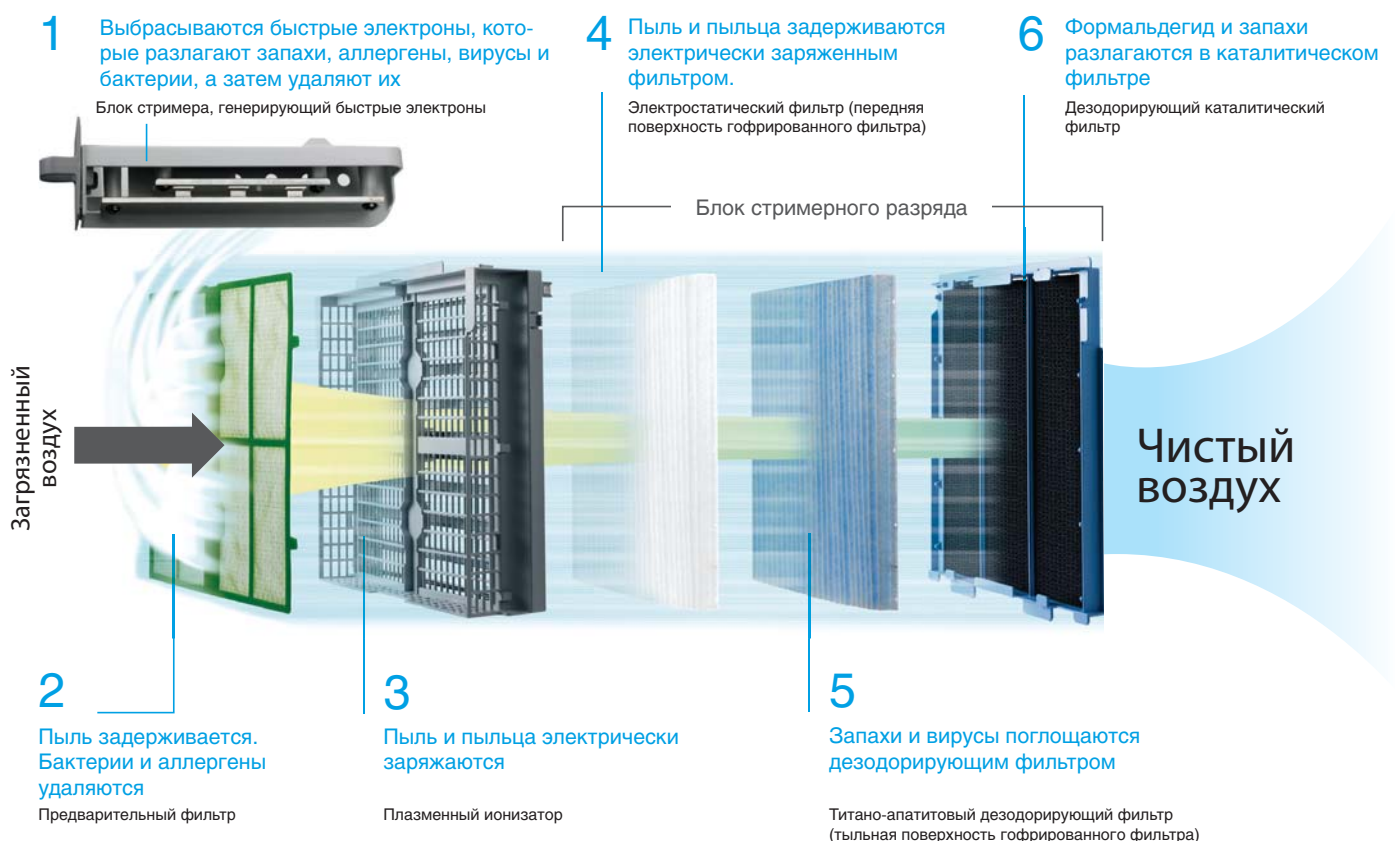 1
Выбрасываются быстрые электроны, кото-
рые разлагают запахи, аллергены, вирусы и
бактерии, а затем удаляют их
Блок стримера, генерирующий быстрые электроны
4
Пыль и пыльца задерживаются
электрически заряженным
фильтром.
Электростатический фильтр (передняя
поверхность гофрированного фильтра)
6
Формальдегид и запахи
разлагаются в каталитическом
фильтре
Дезодорирующий каталитический
фильтр
Блок стримерного разряда
Загрязненный
воздух
Чистый
воздух
2
Пыль задерживается.
Бактерии и аллергены
удаляются
Предварительный фильтр
3
Пыль и пыльца электрически
заряжаются
Плазменный ионизатор
5
Запахи и вирусы поглощаются
дезодорирующим фильтром
Титано-апатитовый дезодорирующий фильтр
(тыльная поверхность гофрированного фильтра)